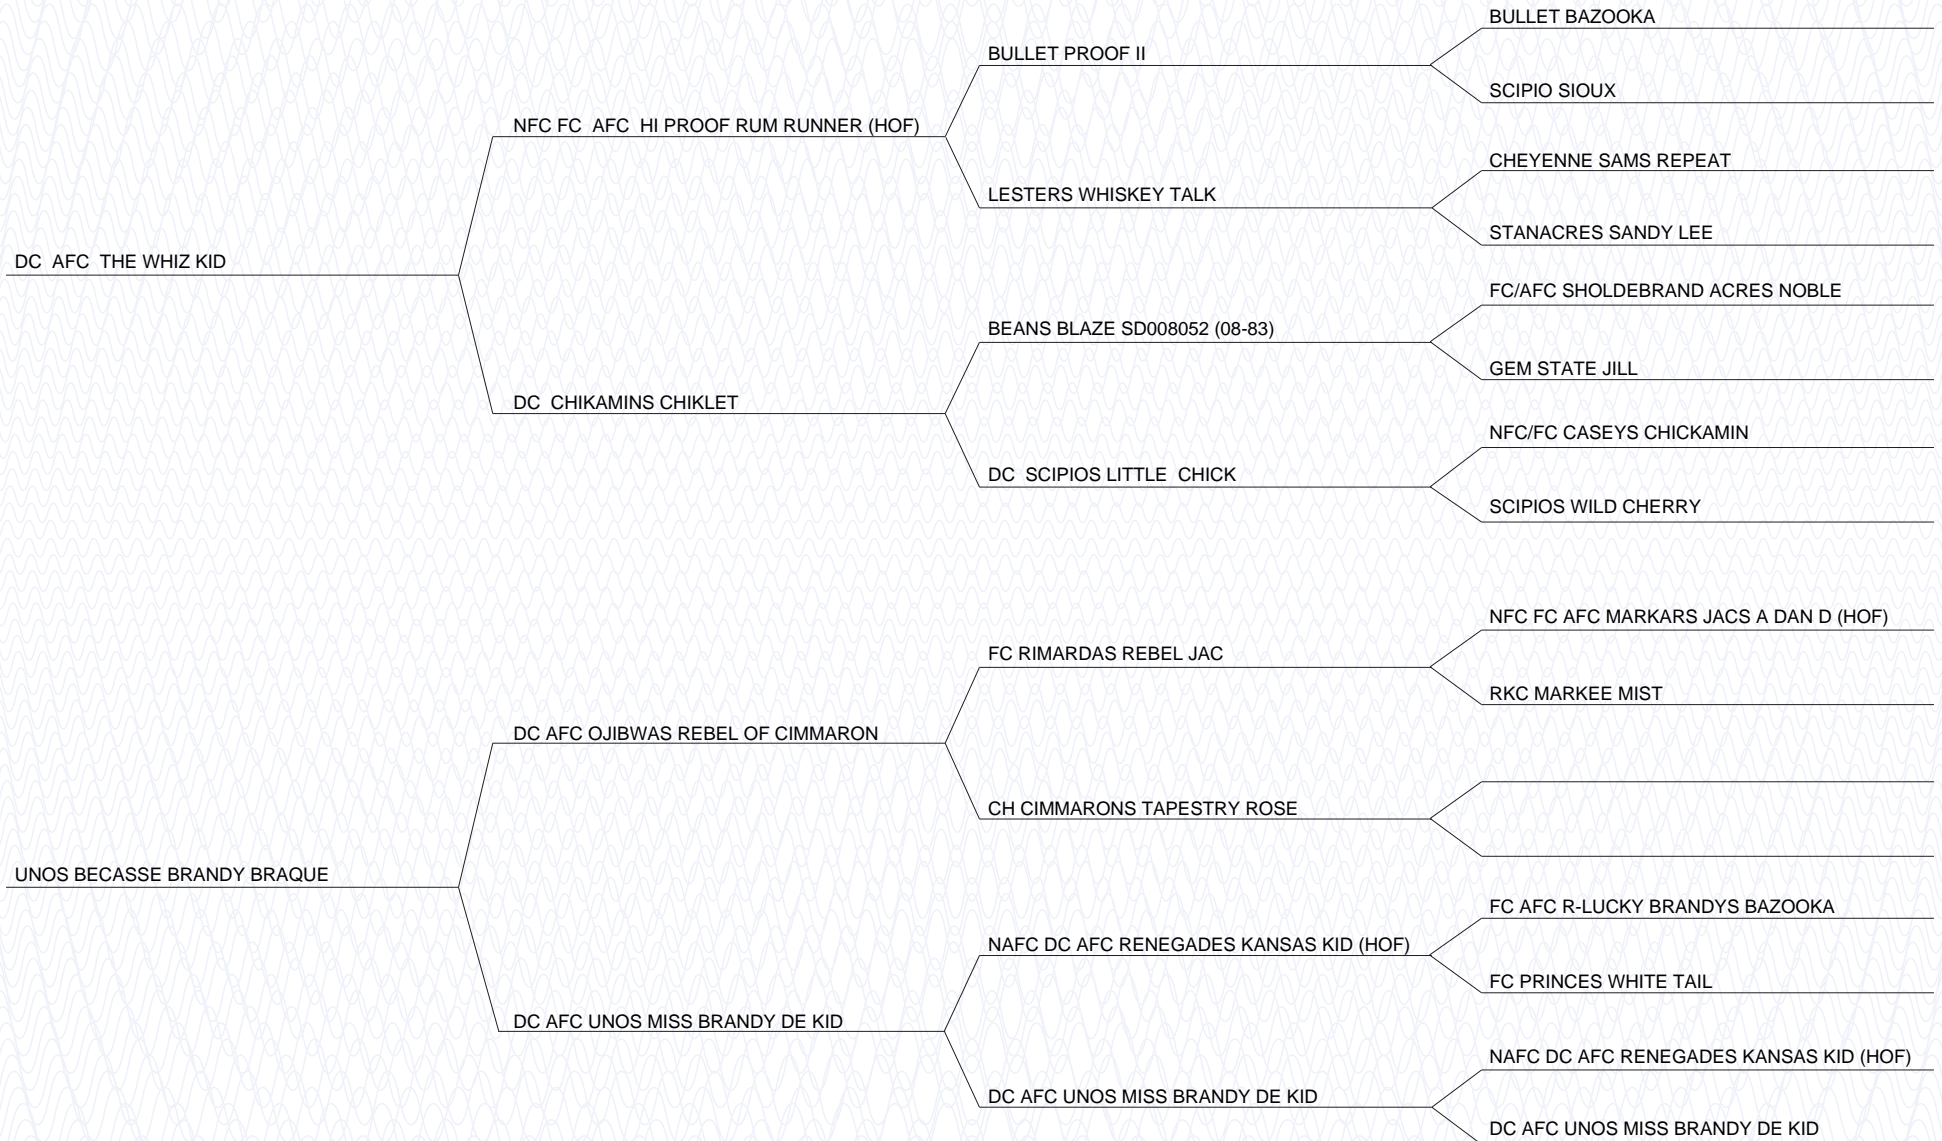 BULLET BAZOOKA
BULLET PROOF II
SCIPIO SIOUX
NFC FC  AFC  HI PROOF RUM RUNNER (HOF)
CHEYENNE SAMS REPEAT
LESTERS WHISKEY TALK
STANACRES SANDY LEE
DC  AFC  THE WHIZ KID
FC/AFC SHOLDEBRAND ACRES NOBLE
BEANS BLAZE SD008052 (08-83)
GEM STATE JILL
DC  CHIKAMINS CHIKLET
NFC/FC CASEYS CHICKAMIN
DC  SCIPIOS LITTLE  CHICK
SCIPIOS WILD CHERRY
NFC FC AFC MARKARS JACS A DAN D (HOF)
FC RIMARDAS REBEL JAC
RKC MARKEE MIST
DC AFC OJIBWAS REBEL OF CIMMARON
CH CIMMARONS TAPESTRY ROSE
UNOS BECASSE BRANDY BRAQUE
FC AFC R-LUCKY BRANDYS BAZOOKA
NAFC DC AFC RENEGADES KANSAS KID (HOF)
FC PRINCES WHITE TAIL
DC AFC UNOS MISS BRANDY DE KID
NAFC DC AFC RENEGADES KANSAS KID (HOF)
DC AFC UNOS MISS BRANDY DE KID
DC AFC UNOS MISS BRANDY DE KID